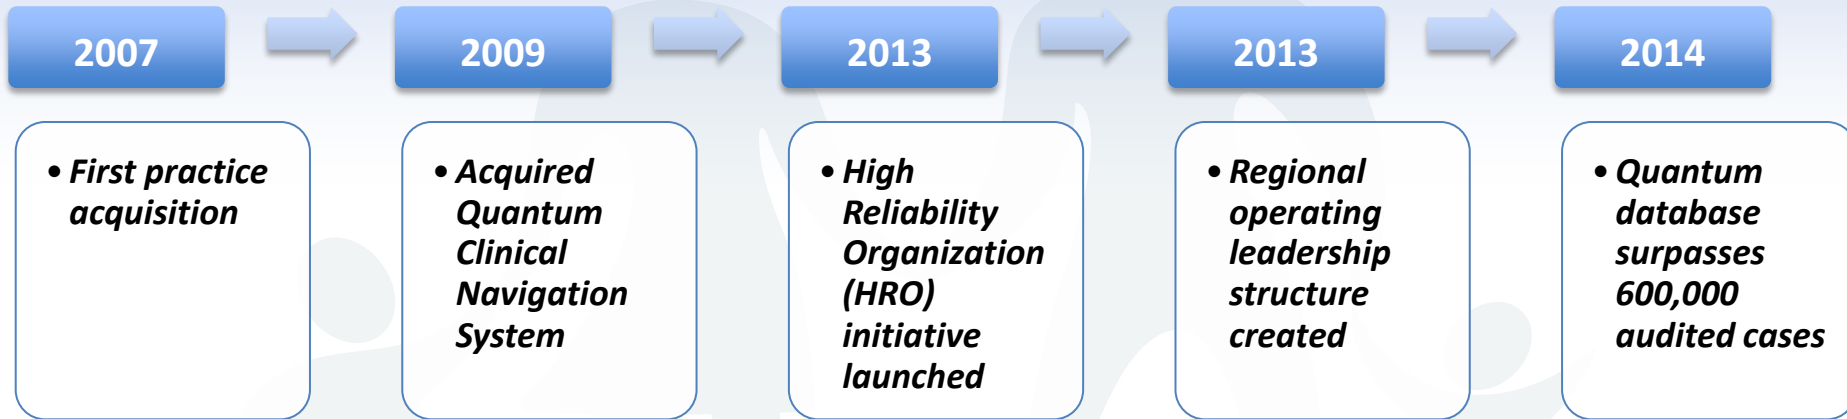 2007
2009
2013
2013
2014
• First practice
acquisition
• Acquired
Quantum
Clinical
Navigation
System
• High
Reliability
Organization
(HRO)
initiative
launched
• Regional
operating
leadership
structure
created
• Quantum
database
surpasses
600,000
audited cases